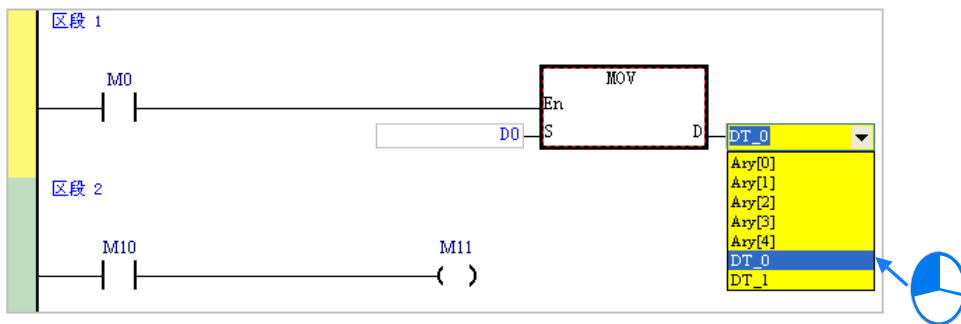 区段 1
M0
MOV
En
D0 S D DT_0
Ary[0]
Ary[1]
Ary[2]
Ary[3]
Ary[4]
DT_0
DT_1
区段 2
M10 M11